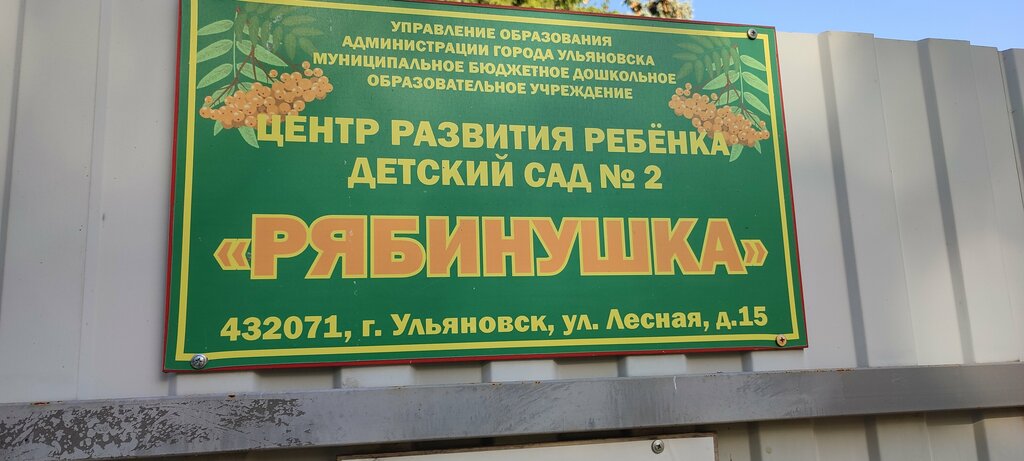 УПРАВЛЕНИЕ ОБРАЗОВАНИЯ
АДМИНИСТРАЦИИ ГОРОДА УЛЬЯНОВСКА
МУНИЦИПАЛЬНОЕ БЮДЖЕТНОЕ ДОШКОЛЬНОЕ
ОБРАЗОВАТЕЛЬНОЕ УЧРЕЖДЕНИЕ
ЦЕНТР РАЗВИТИЯ РЕБЁНКА
ДЕТСКИЙ САД № 2
«РЯБИНУШКА»
432071, г. Ульяновск, ул. Лесная, д.15